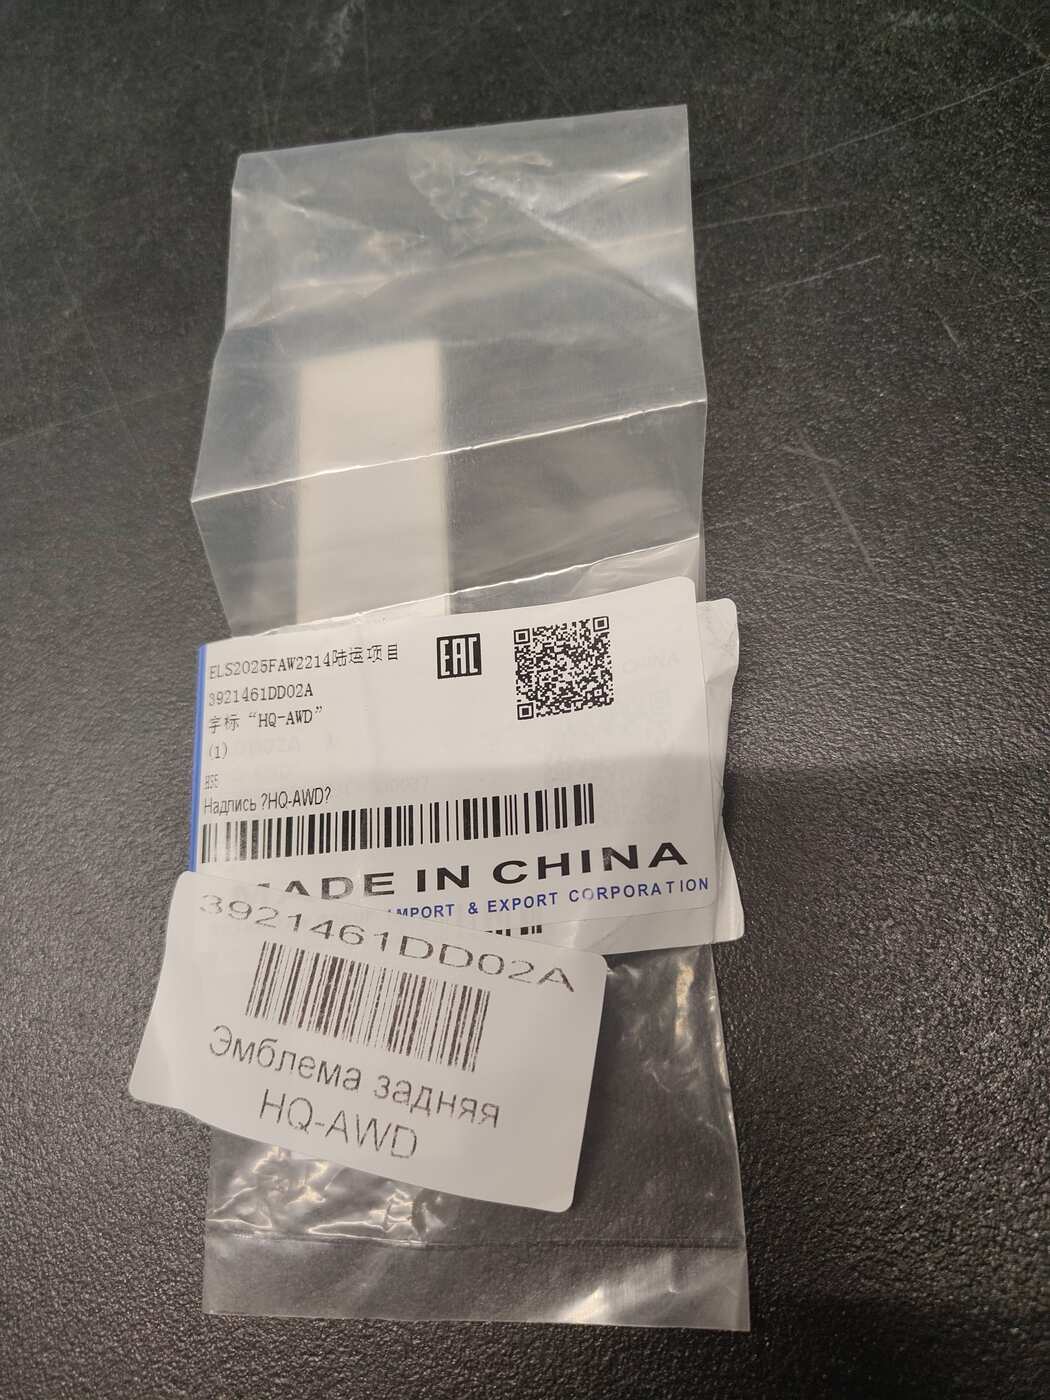 ELS2025FAW2214陆运项目
EAC
3921461DD02A
字标“HQ-AWD”
(1)
HS5
Надпись ?HQ-AWD?
MADE IN CHINA
IMPORT & EXPORT CORPORATION
3921461DD02A
Эмблема задняя
HQ-AWD